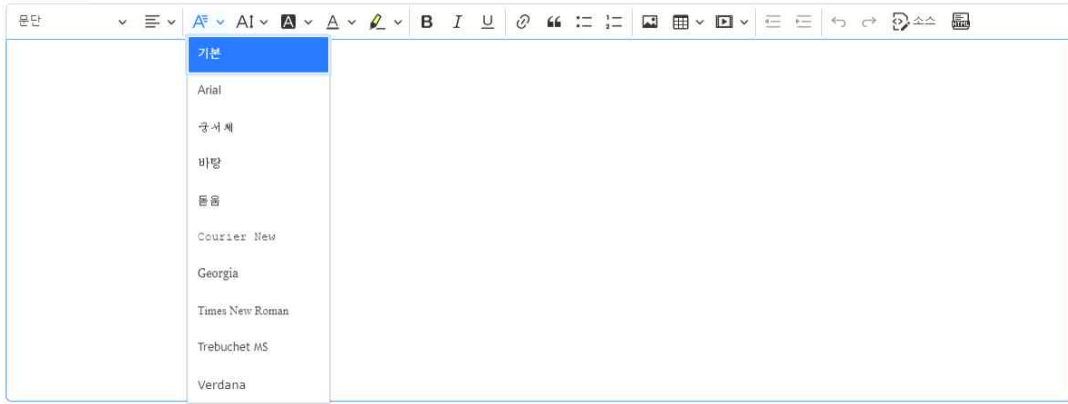 문단
소스
기본
Arial
궁서체
바탕
돋움
Courier New
Georgia
Times New Roman
Trebuchet MS
Verdana